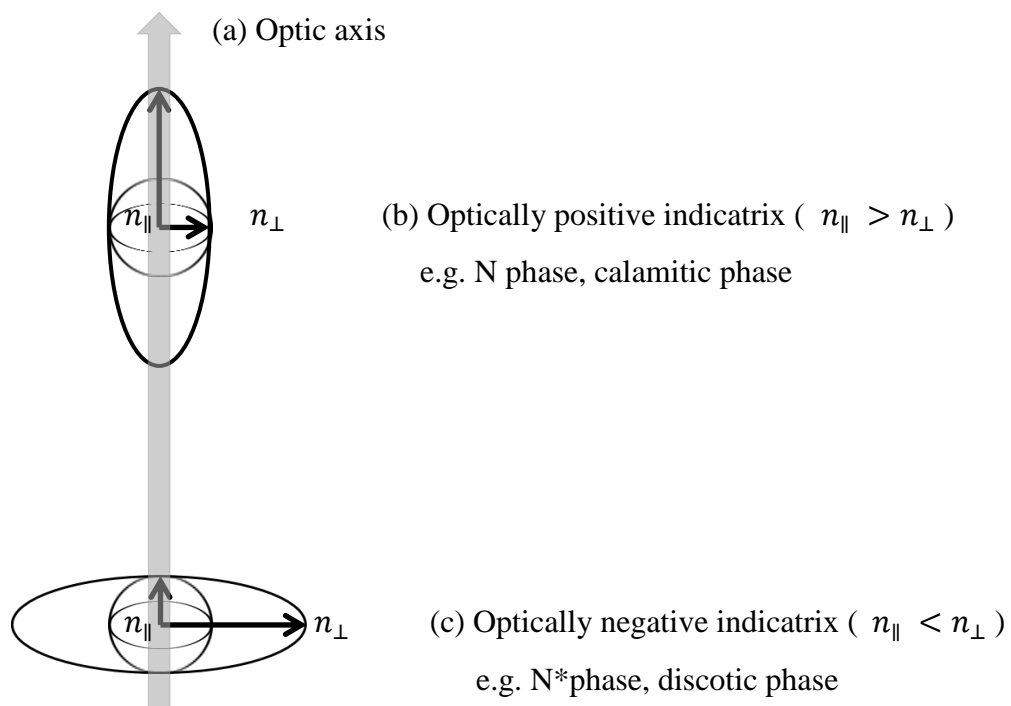 (a) Optic axis
n∥ n⊥ (b) Optically positive indicatrix ( n∥ > n⊥ )
e.g. N phase, calamitic phase
n∥ n⊥ (c) Optically negative indicatrix ( n∥ < n⊥ )
e.g. N*phase, discotic phase